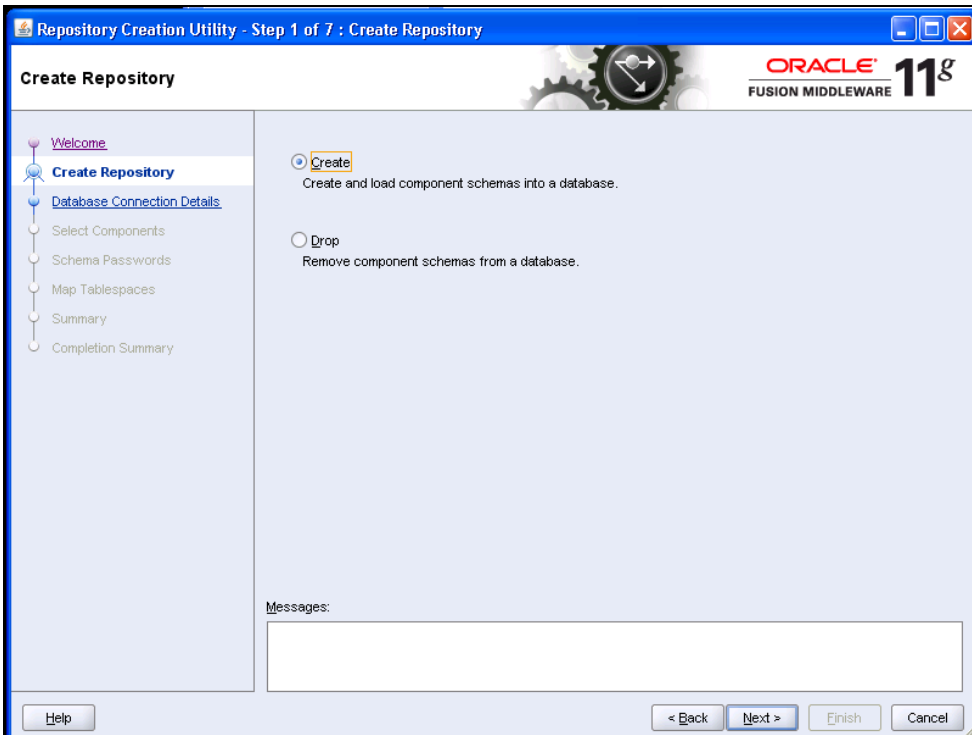 Repository Creation Utility - Step 1 of 7 : Create Repository
Create Repository
ORACLE
FUSION MIDDLEWARE
11g
Welcome
Create Repository
Database Connection Details
Select Components
Schema Passwords
Map Tablespaces
Summary
Completion Summary
Create
Create and load component schemas into a database.
Drop
Remove component schemas from a database.
Messages:
Help
< Back
Next >
Finish
Cancel